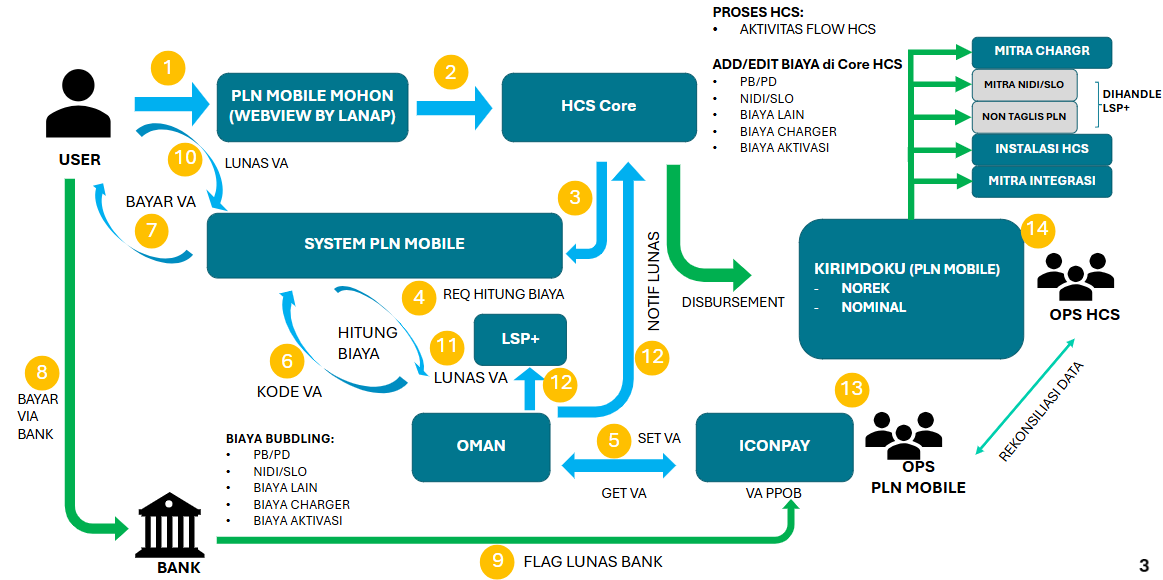 PROSES HCS:
• AKTIVITAS FLOW HCS
ADD/EDIT BIAYA di Core HCS
• PB/PD
• NIDI/SLO
• BIAYA LAIN
• BIAYA CHARGER
• BIAYA AKTIVASI
MITRA CHARGR
MITRA NIDI/SLO
NON TAGLIS PLN
DIHANDLE
LSP+
INSTALASI HCS
MITRA INTEGRASI
1
2
PLN MOBILE MOHON
(WEBVIEW BY LANAP)
HCS Core
USER
10
LUNAS VA
BAYAR VA
7
3
SYSTEM PLN MOBILE
NOTIF LUNAS
DISBURSEMENT
14
KIRIMDOKU (PLN MOBILE)
- NOREK
- NOMINAL
OPS HCS
4
REQ HITUNG BIAYA
HITUNG
BIAYA
11
LSP+
LUNAS VA
6
KODE VA
12
12
8
BAYAR
VIA
BANK
13
REKONSILIASI DATA
BIAYA BUBDLING:
• PB/PD
• NIDI/SLO
• BIAYA LAIN
• BIAYA CHARGER
• BIAYA AKTIVASI
OMAN
5
SET VA
GET VA
ICONPAY
VA PPOB
OPS
PLN MOBILE
BANK
9
FLAG LUNAS BANK
3